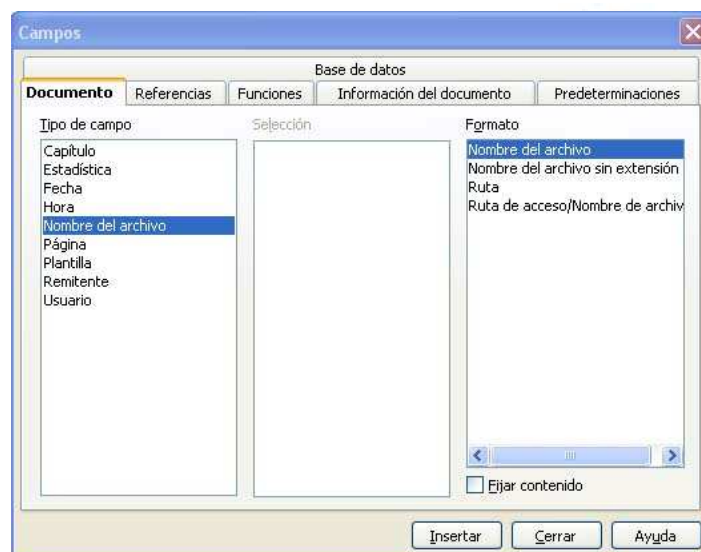 Campos
Base de datos
Documento Referencias Funciones Información del documento Predeterminaciones
Tipo de campo
Capítulo
Estadística
Fecha
Hora
Nombre del archivo
Página
Plantilla
Remitente
Usuario
Selección
Formato
Nombre del archivo
Nombre del archivo sin extensión
Ruta
Ruta de acceso/Nombre de archiv
Fijar contenido
Insertar Cerrar Ayuda